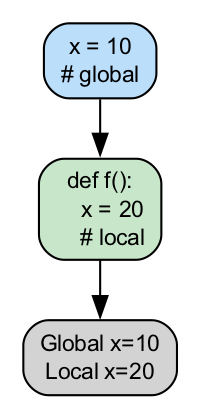 x = 10
# global
def f():
    x = 20
    # local
Global x=10
Local x=20